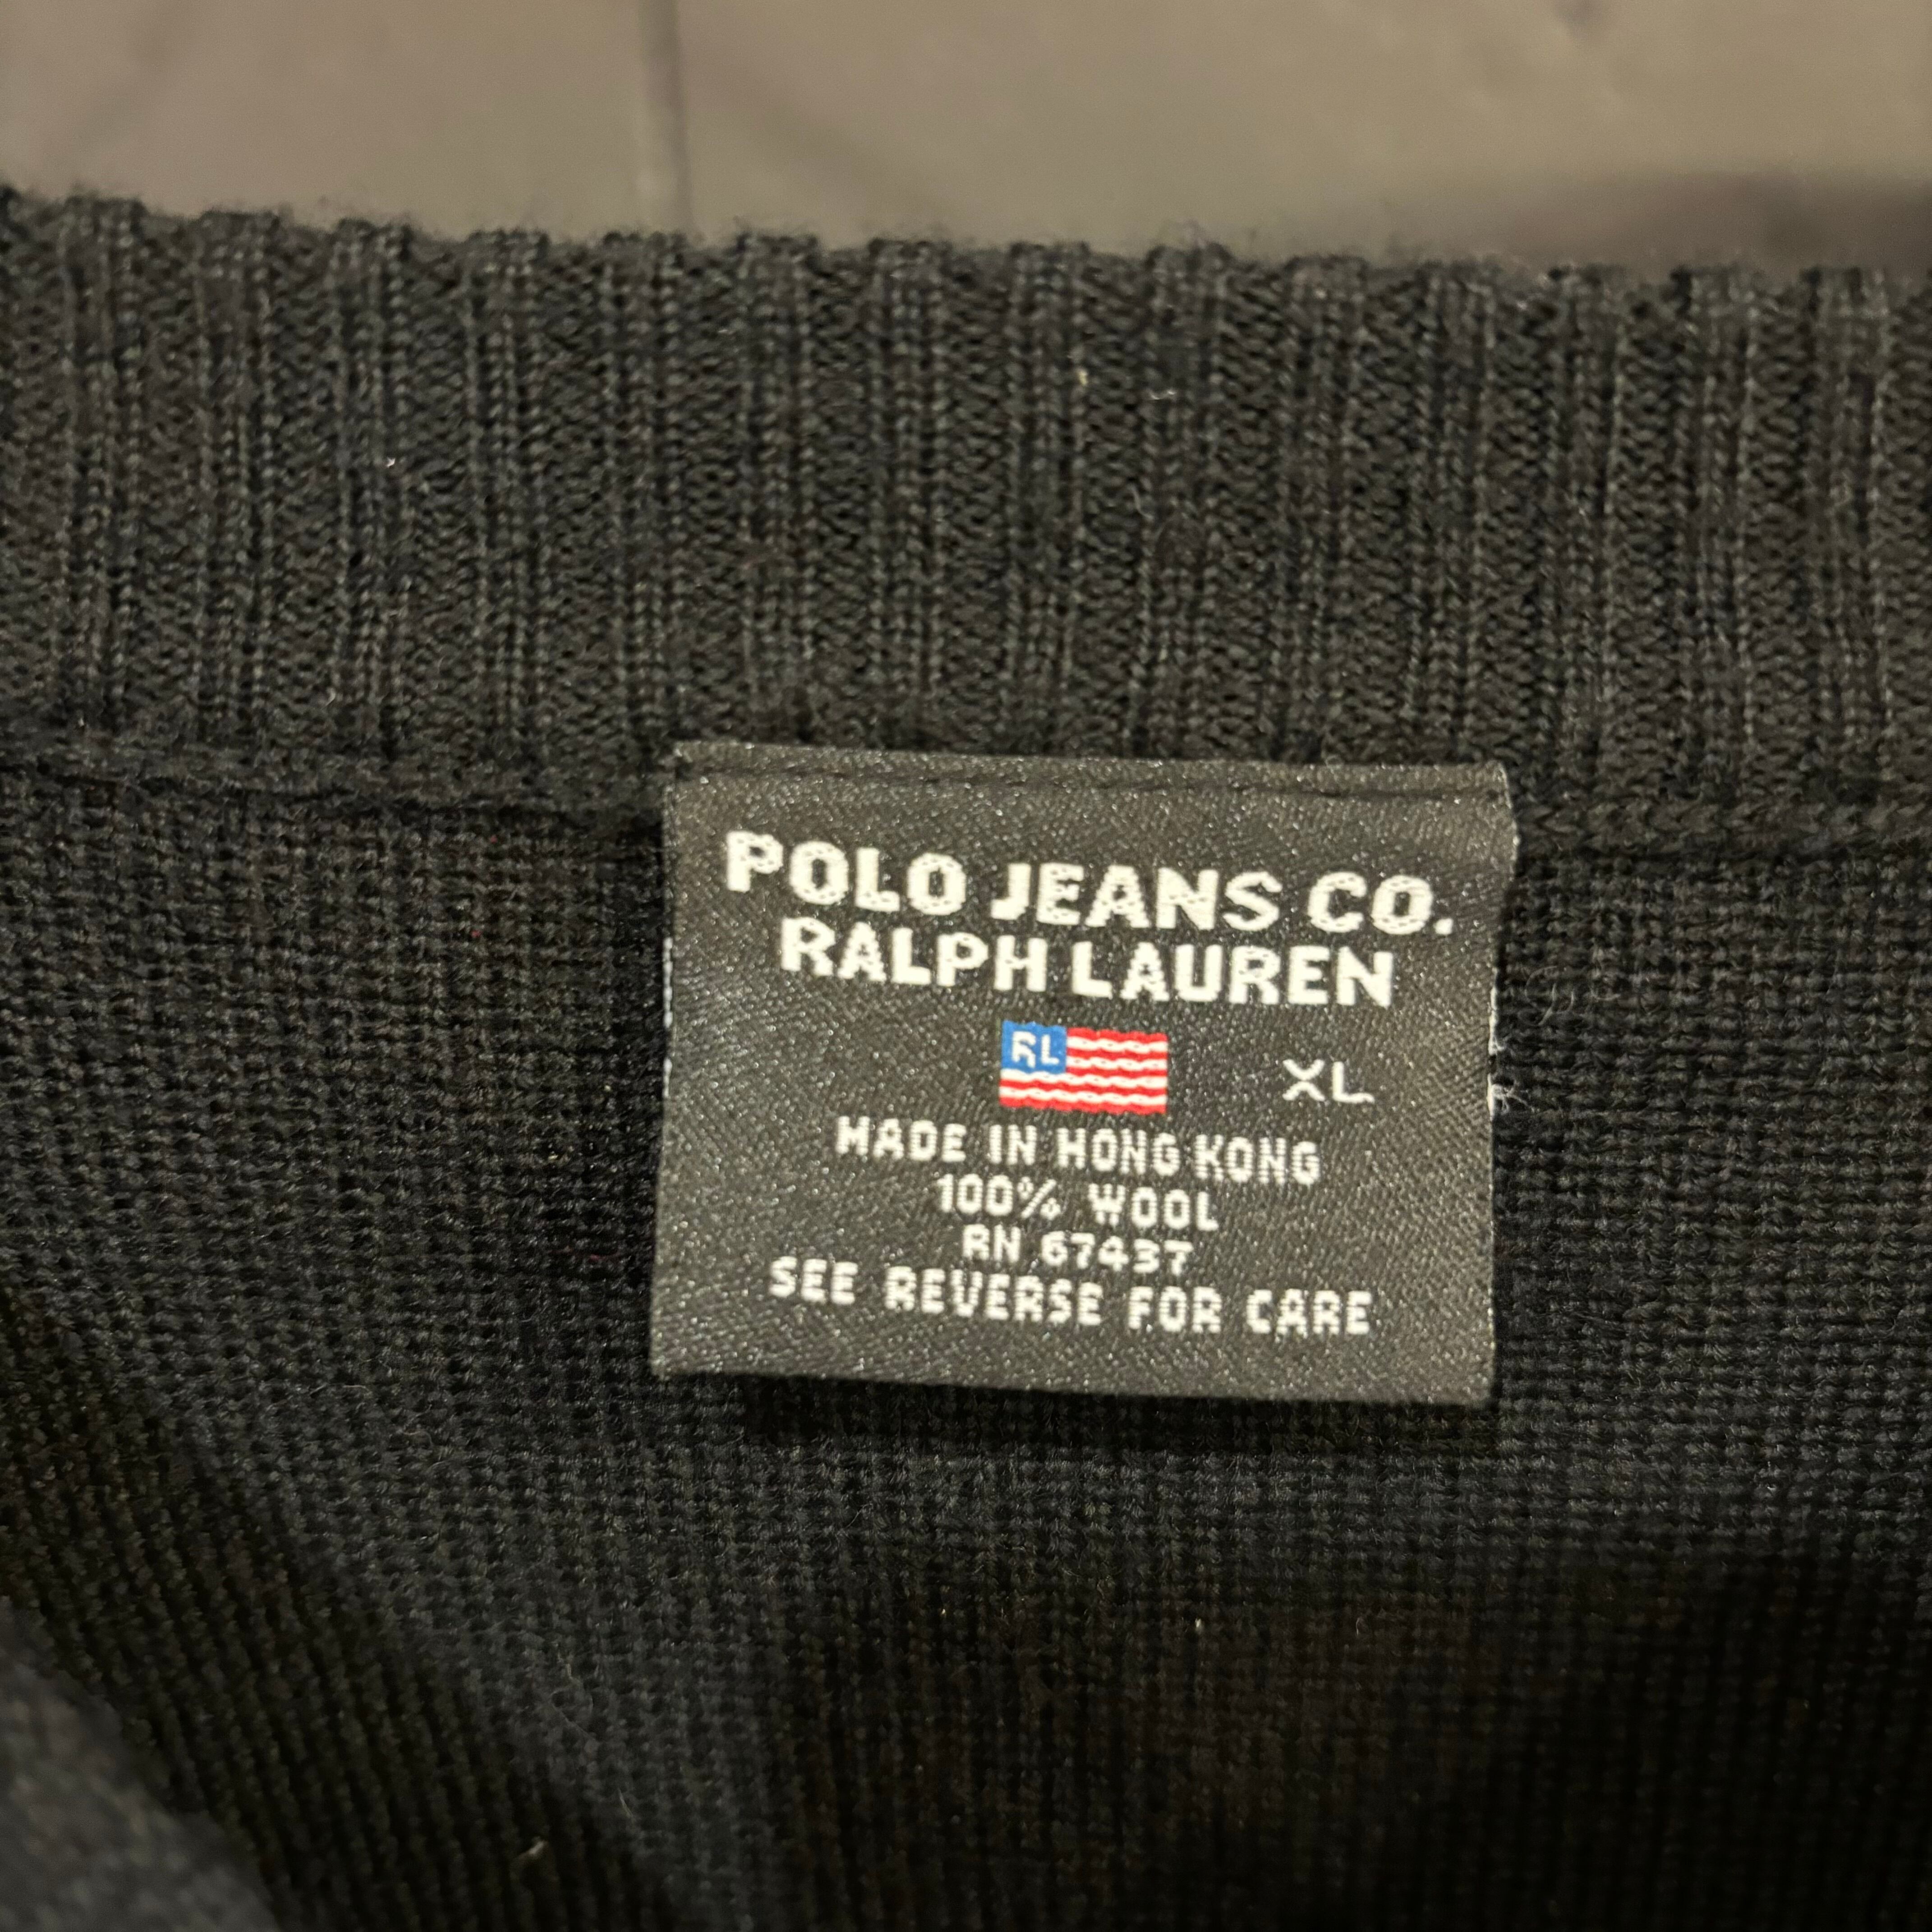 POLO JEANS CO.
RALPH LAUREN
RL
XL
MADE IN HONG KONG
100% WOOL
RN 67437
SEE REVERSE FOR CARE